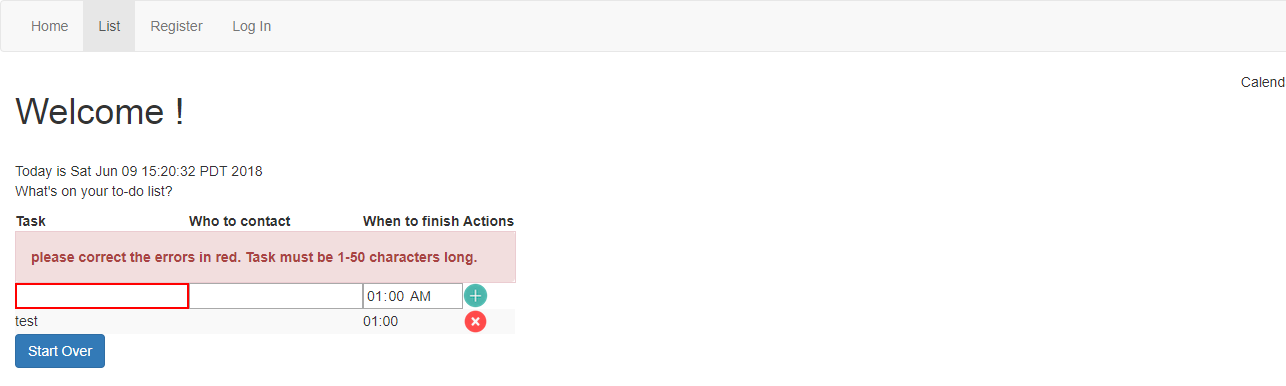 Home List Register Log In
Calend
Welcome !
Today is Sat Jun 09 15:20:32 PDT 2018
What's on your to-do list?
Task Who to contact When to finish Actions
please correct the errors in red. Task must be 1-50 characters long.
01:00 AM
test 01:00
Start Over